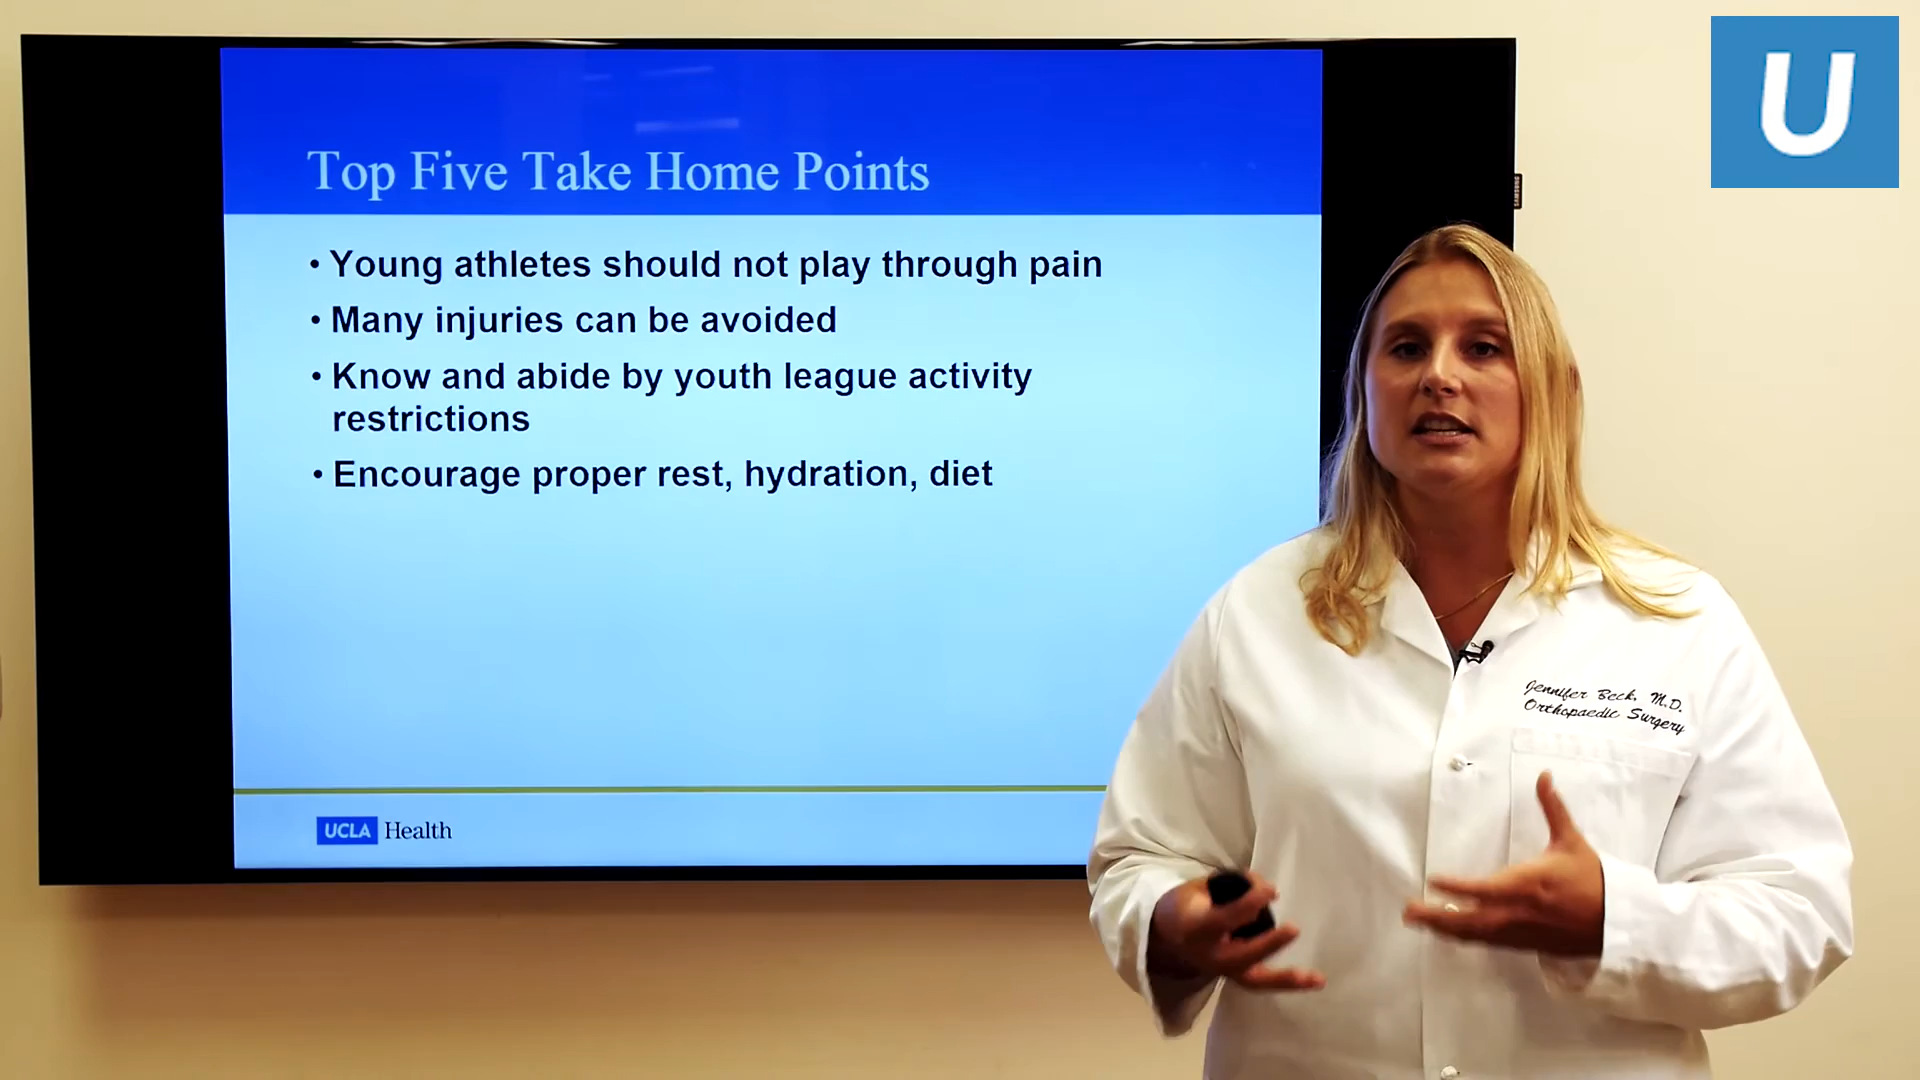 U
Top Five Take Home Points
• Young athletes should not play through pain
• Many injuries can be avoided
• Know and abide by youth league activity
restrictions
• Encourage proper rest, hydration, diet
UCLA Health
SAMSUNG
Jennifer Beck, M.D.
Orthopaedic Surgery